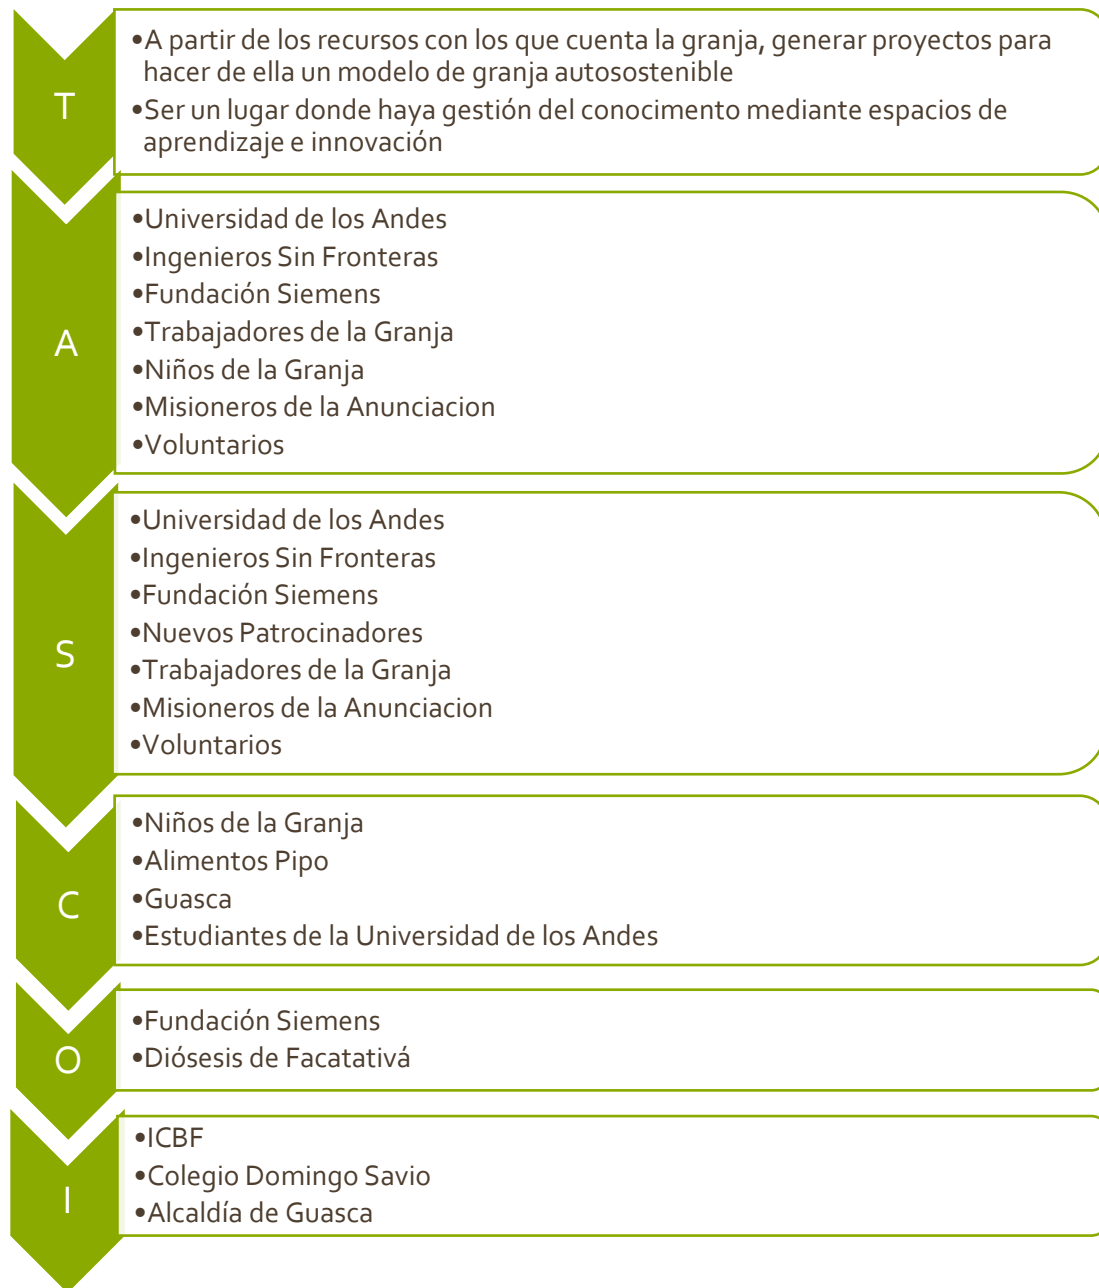 T
•A partir de los recursos con los que cuenta la granja, generar proyectos para
hacer de ella un modelo de granja autosostenible
•Ser un lugar donde haya gestión del conocimiento mediante espacios de
aprendizaje e innovación
A
•Universidad de los Andes
•Ingenieros Sin Fronteras
•Fundación Siemens
•Trabajadores de la Granja
•Niños de la Granja
•Misioneros de la Anunciacion
•Voluntarios
S
•Universidad de los Andes
•Ingenieros Sin Fronteras
•Fundación Siemens
•Nuevos Patrocinadores
•Trabajadores de la Granja
•Misioneros de la Anunciacion
•Voluntarios
C
•Niños de la Granja
•Alimentos Pipo
•Guasca
•Estudiantes de la Universidad de los Andes
O
•Fundación Siemens
•Diósesis de Facatativá
I
•ICBF
•Colegio Domingo Savio
•Alcaldía de Guasca